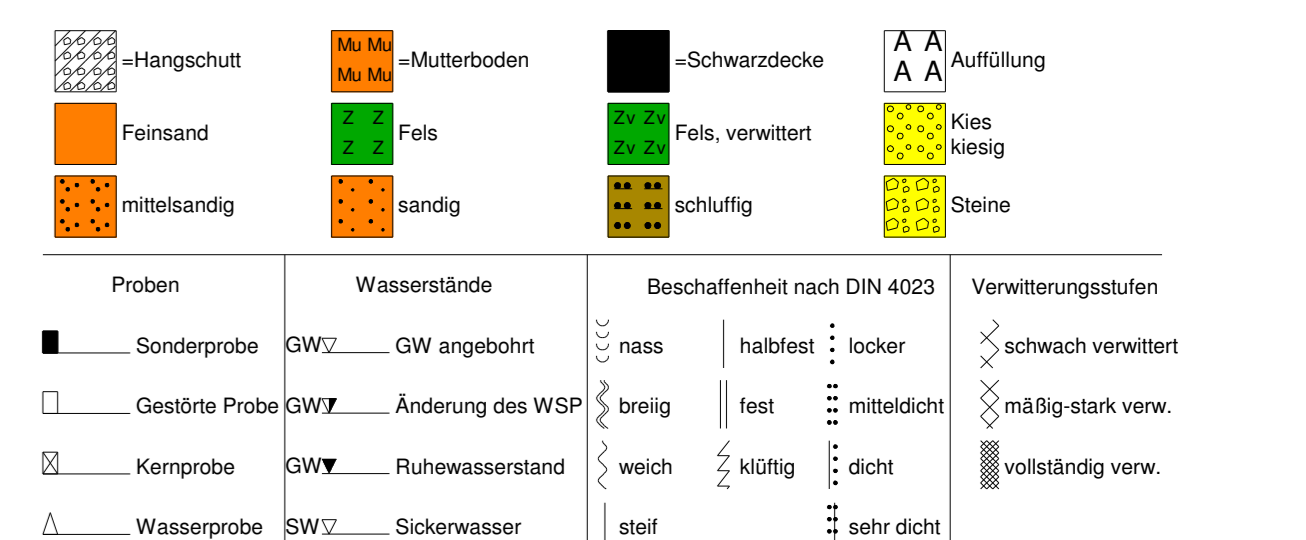 =Hangschutt
Mu Mu
Mu Mu
=Mutterboden
=Schwarzdecke
A A
A A
Auffüllung
Feinsand
Z Z
Z Z
Fels
Zv Zv
Zv Zv
Fels, verwittert
Kies
kiesig
mittelsandig
sandig
schluffig
Steine
Proben
Wasserstände
Beschaffenheit nach DIN 4023
Verwitterungsstufen
Sonderprobe
GW GW angebohrt
nass
halbfest
locker
schwach verwittert
Gestörte Probe
GW Änderung des WSP
breiig
fest
mitteldicht
mäßig-stark verw.
Kernprobe
GW Ruhewasserstand
weich
klüftig
dicht
vollständig verw.
Wasserprobe
SW Sickerwasser
steif
sehr dicht